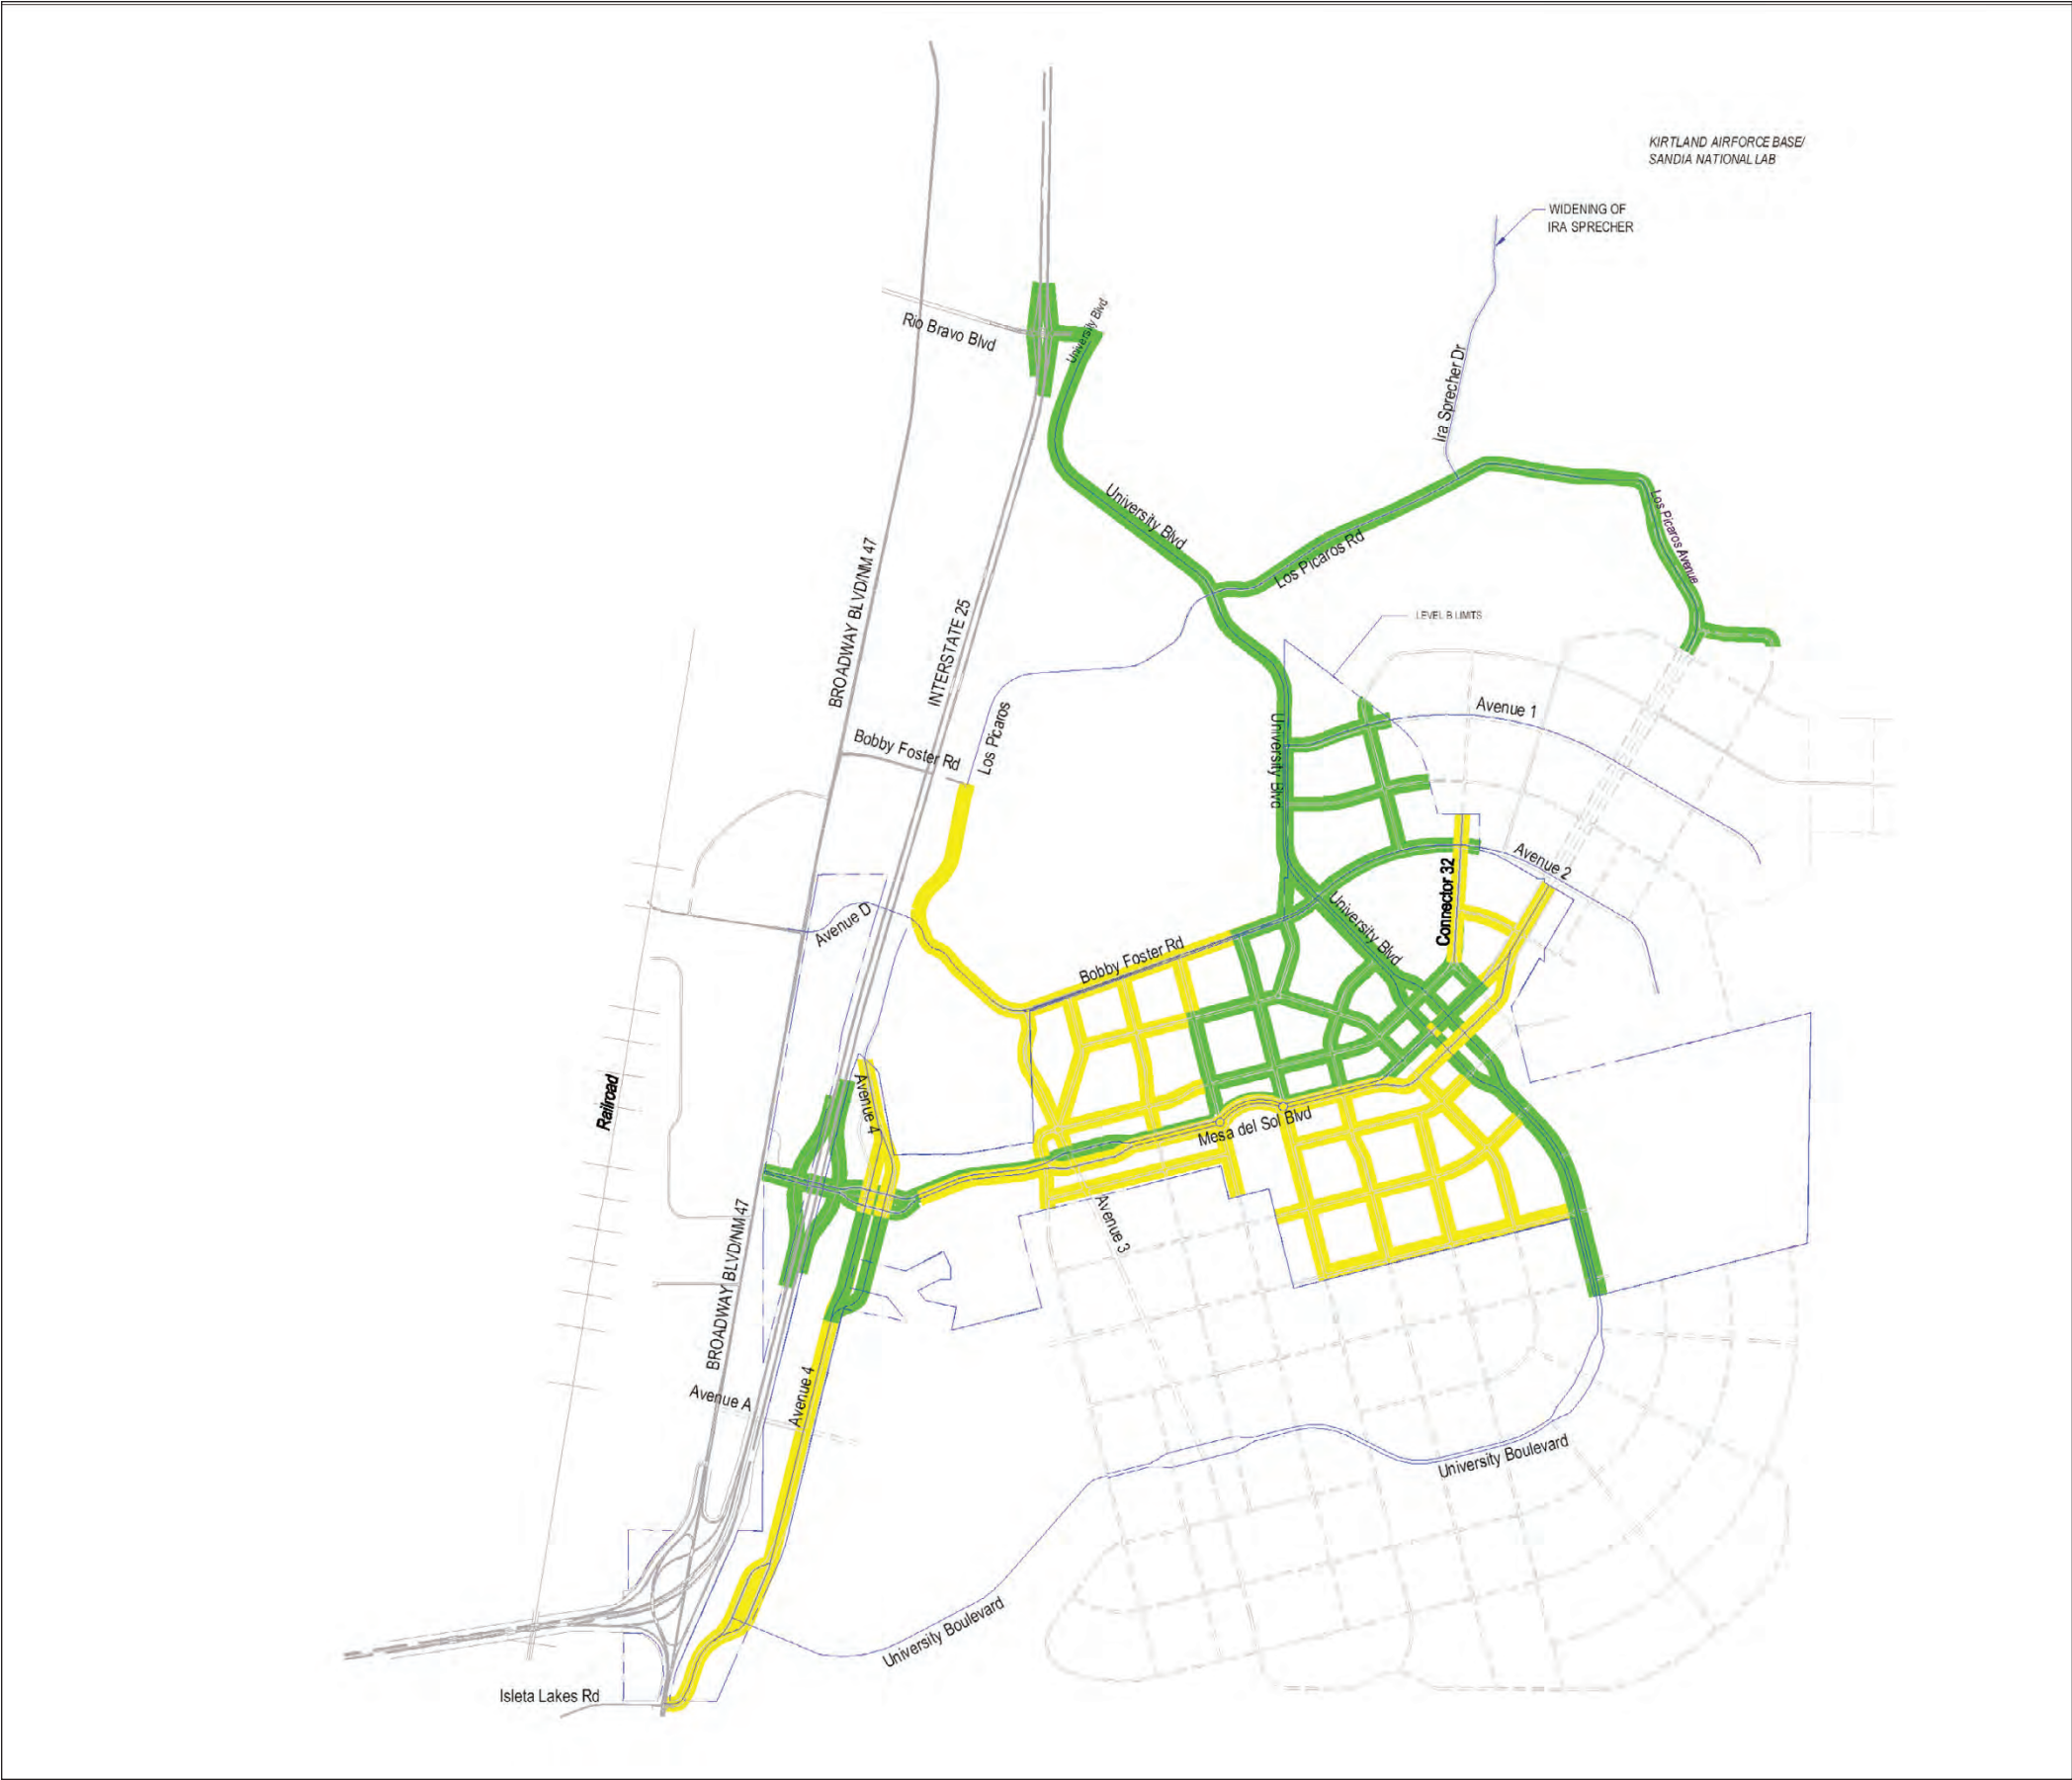 KIRTLAND AIRFORCE BASE/
SANDIA NATIONAL LAB
WIDENING OF
IRA SPRECHER
University Blvd
Rio Bravo Blvd
Ira Sprecher Dr
University Blvd
Los Picaros Avenue
Los Picaros Rd
BROADWAY BLVD/NM 47
INTERSTATE 25
LEVEL B LIMITS
Los Picaros
University Blvd
Avenue 1
Bobby Foster Rd
Avenue 2
Connector 32
Avenue D
University Blvd
Bobby Foster Rd
Railroad
Avenue 4
Mesa del Sol Blvd
Avenue 3
BROADWAY BLVD/NM 47
Avenue A
Avenue 4
University Boulevard
University Boulevard
Isleta Lakes Rd